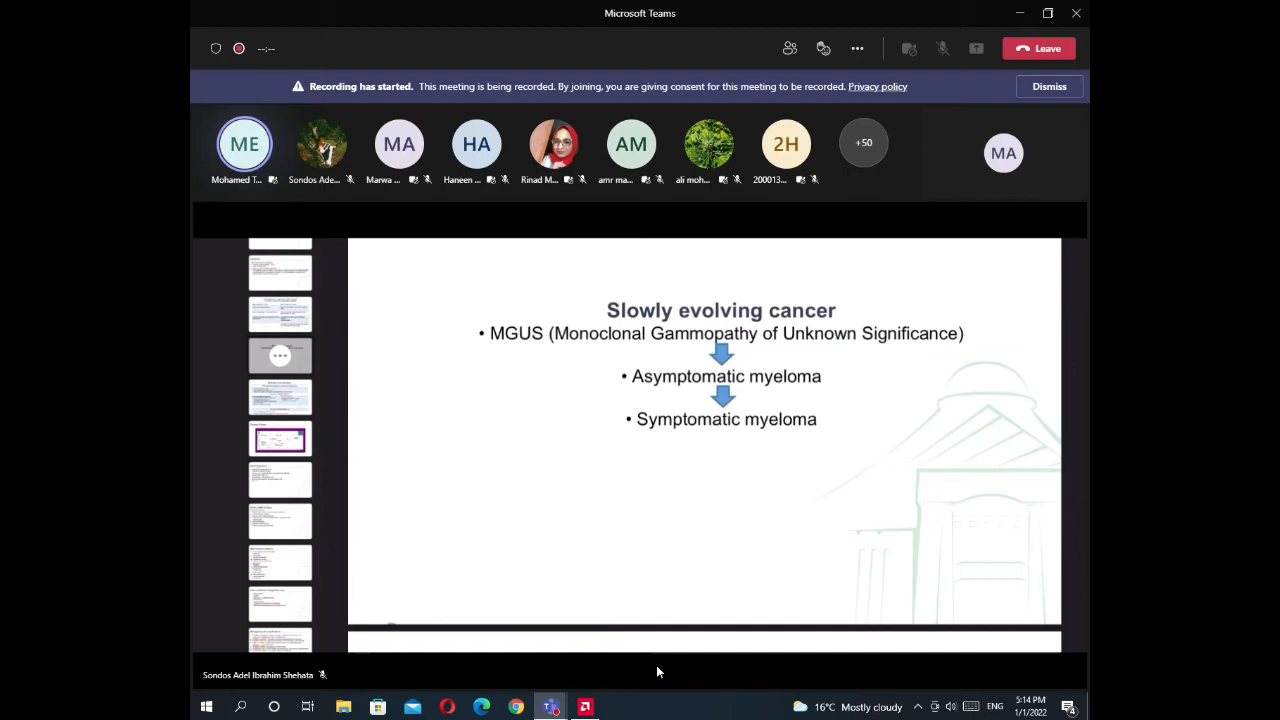 Microsoft Teams
--:--
Leave
Recording has started. This meeting is being recorded. By joining, you are giving consent for this meeting to be recorded. Privacy policy
Dismiss
ME
MA
HA
AM
2H
+50
MA
Mohamed T...
Sondos Ade...
Marwa ...
Haneen ...
Rinad M...
amr ma...
ali moh...
200013...
Slowly evolving cancer
• MGUS (Monoclonal Gammopathy of Unknown Significance)
• Asymptomatic myeloma
• Symptomatic myeloma
Sondos Adel Ibrahim Shehata
16°C Mostly cloudy
ENG
5:14 PM
1/1/2022
4